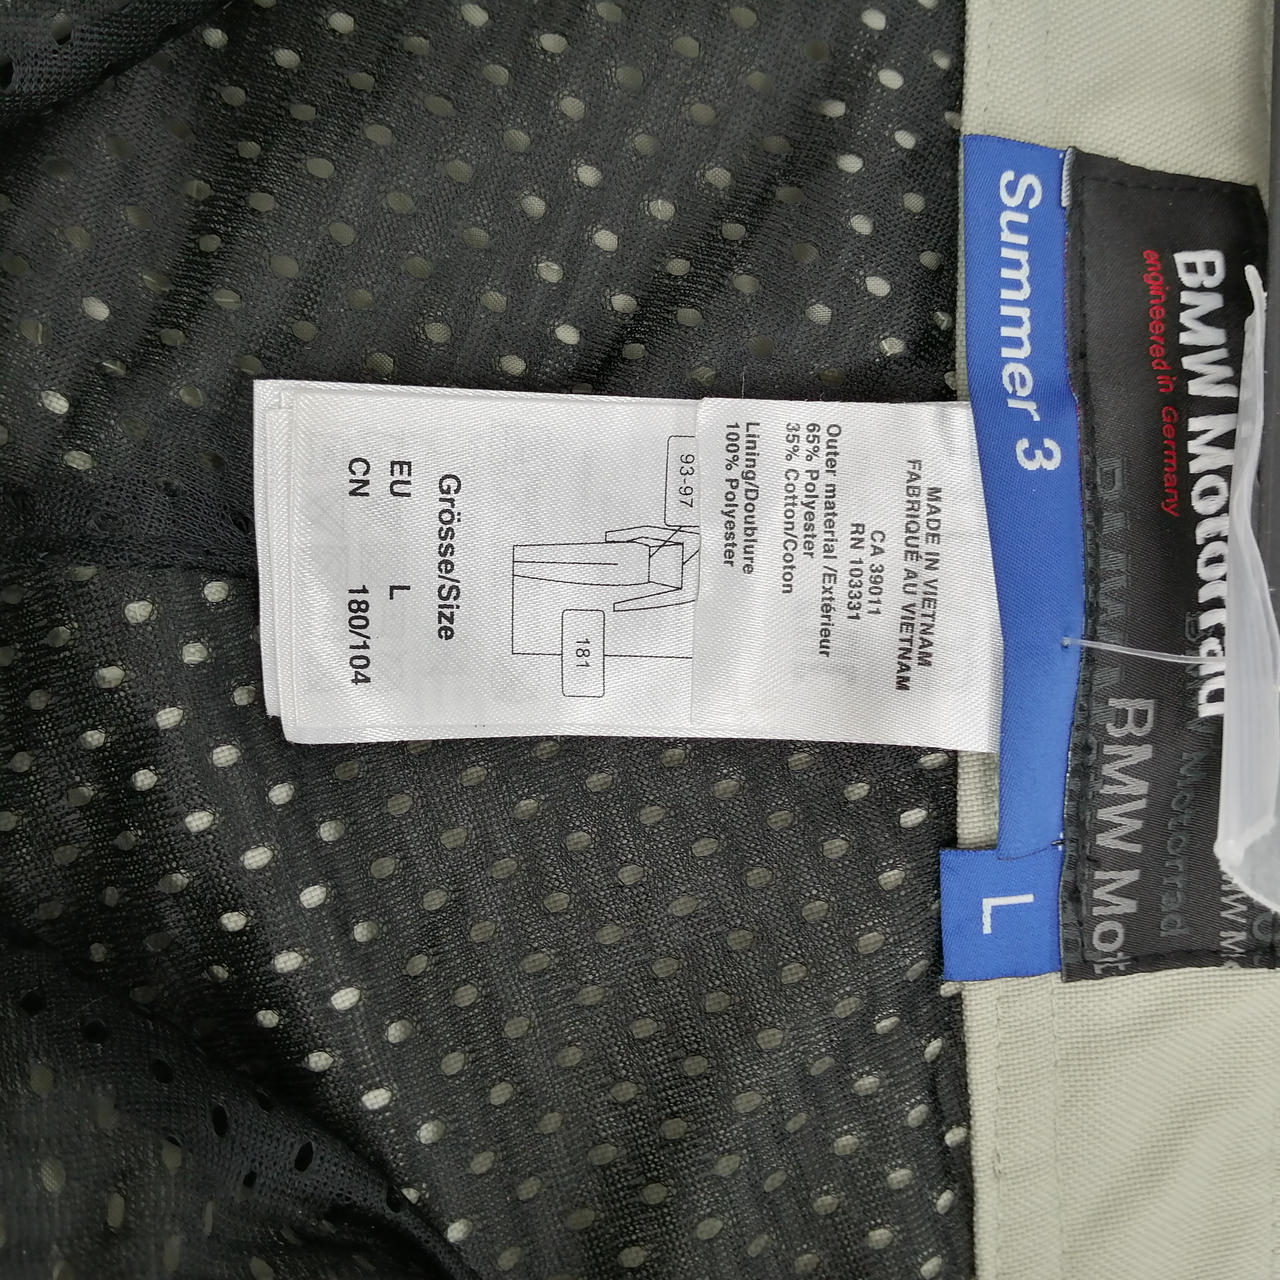 BMW Motorrad
engineered in Germany
BMW Mot
Motorrad
Summer 3
L
MADE IN VIETNAM
FABRIQUÉ AU VIETNAM
CA 39011
RN 103331
Outer material /Extérieur
65% Polyester
35% Cotton/Coton
Lining/Doublure
100% Polyester
93-97
181
Grösse/Size
EU L
CN 180/104